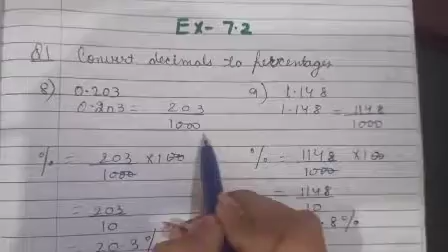 Ex-7.2
Q1 Convert decimals to percentages
8) 0.203
0.203 = 203/1000
% = 203/1000 × 100
= 203/10
= 20.3%
9) 1.148
1.148 = 1148/1000
% = 1148/1000 × 100
= 1148/10
.8%